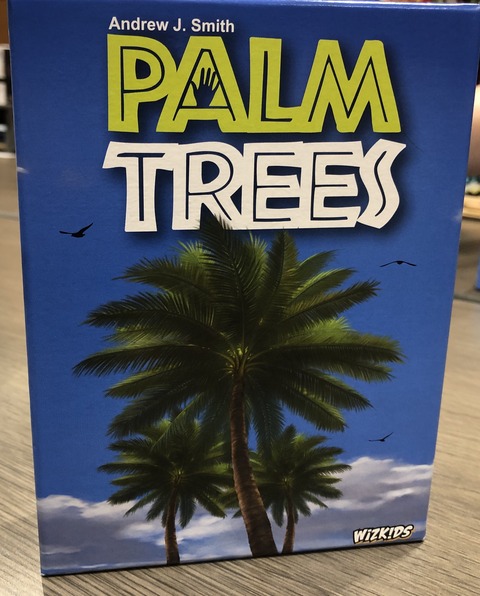 Andrew J. Smith
PALM
TREES
WIZKIDS